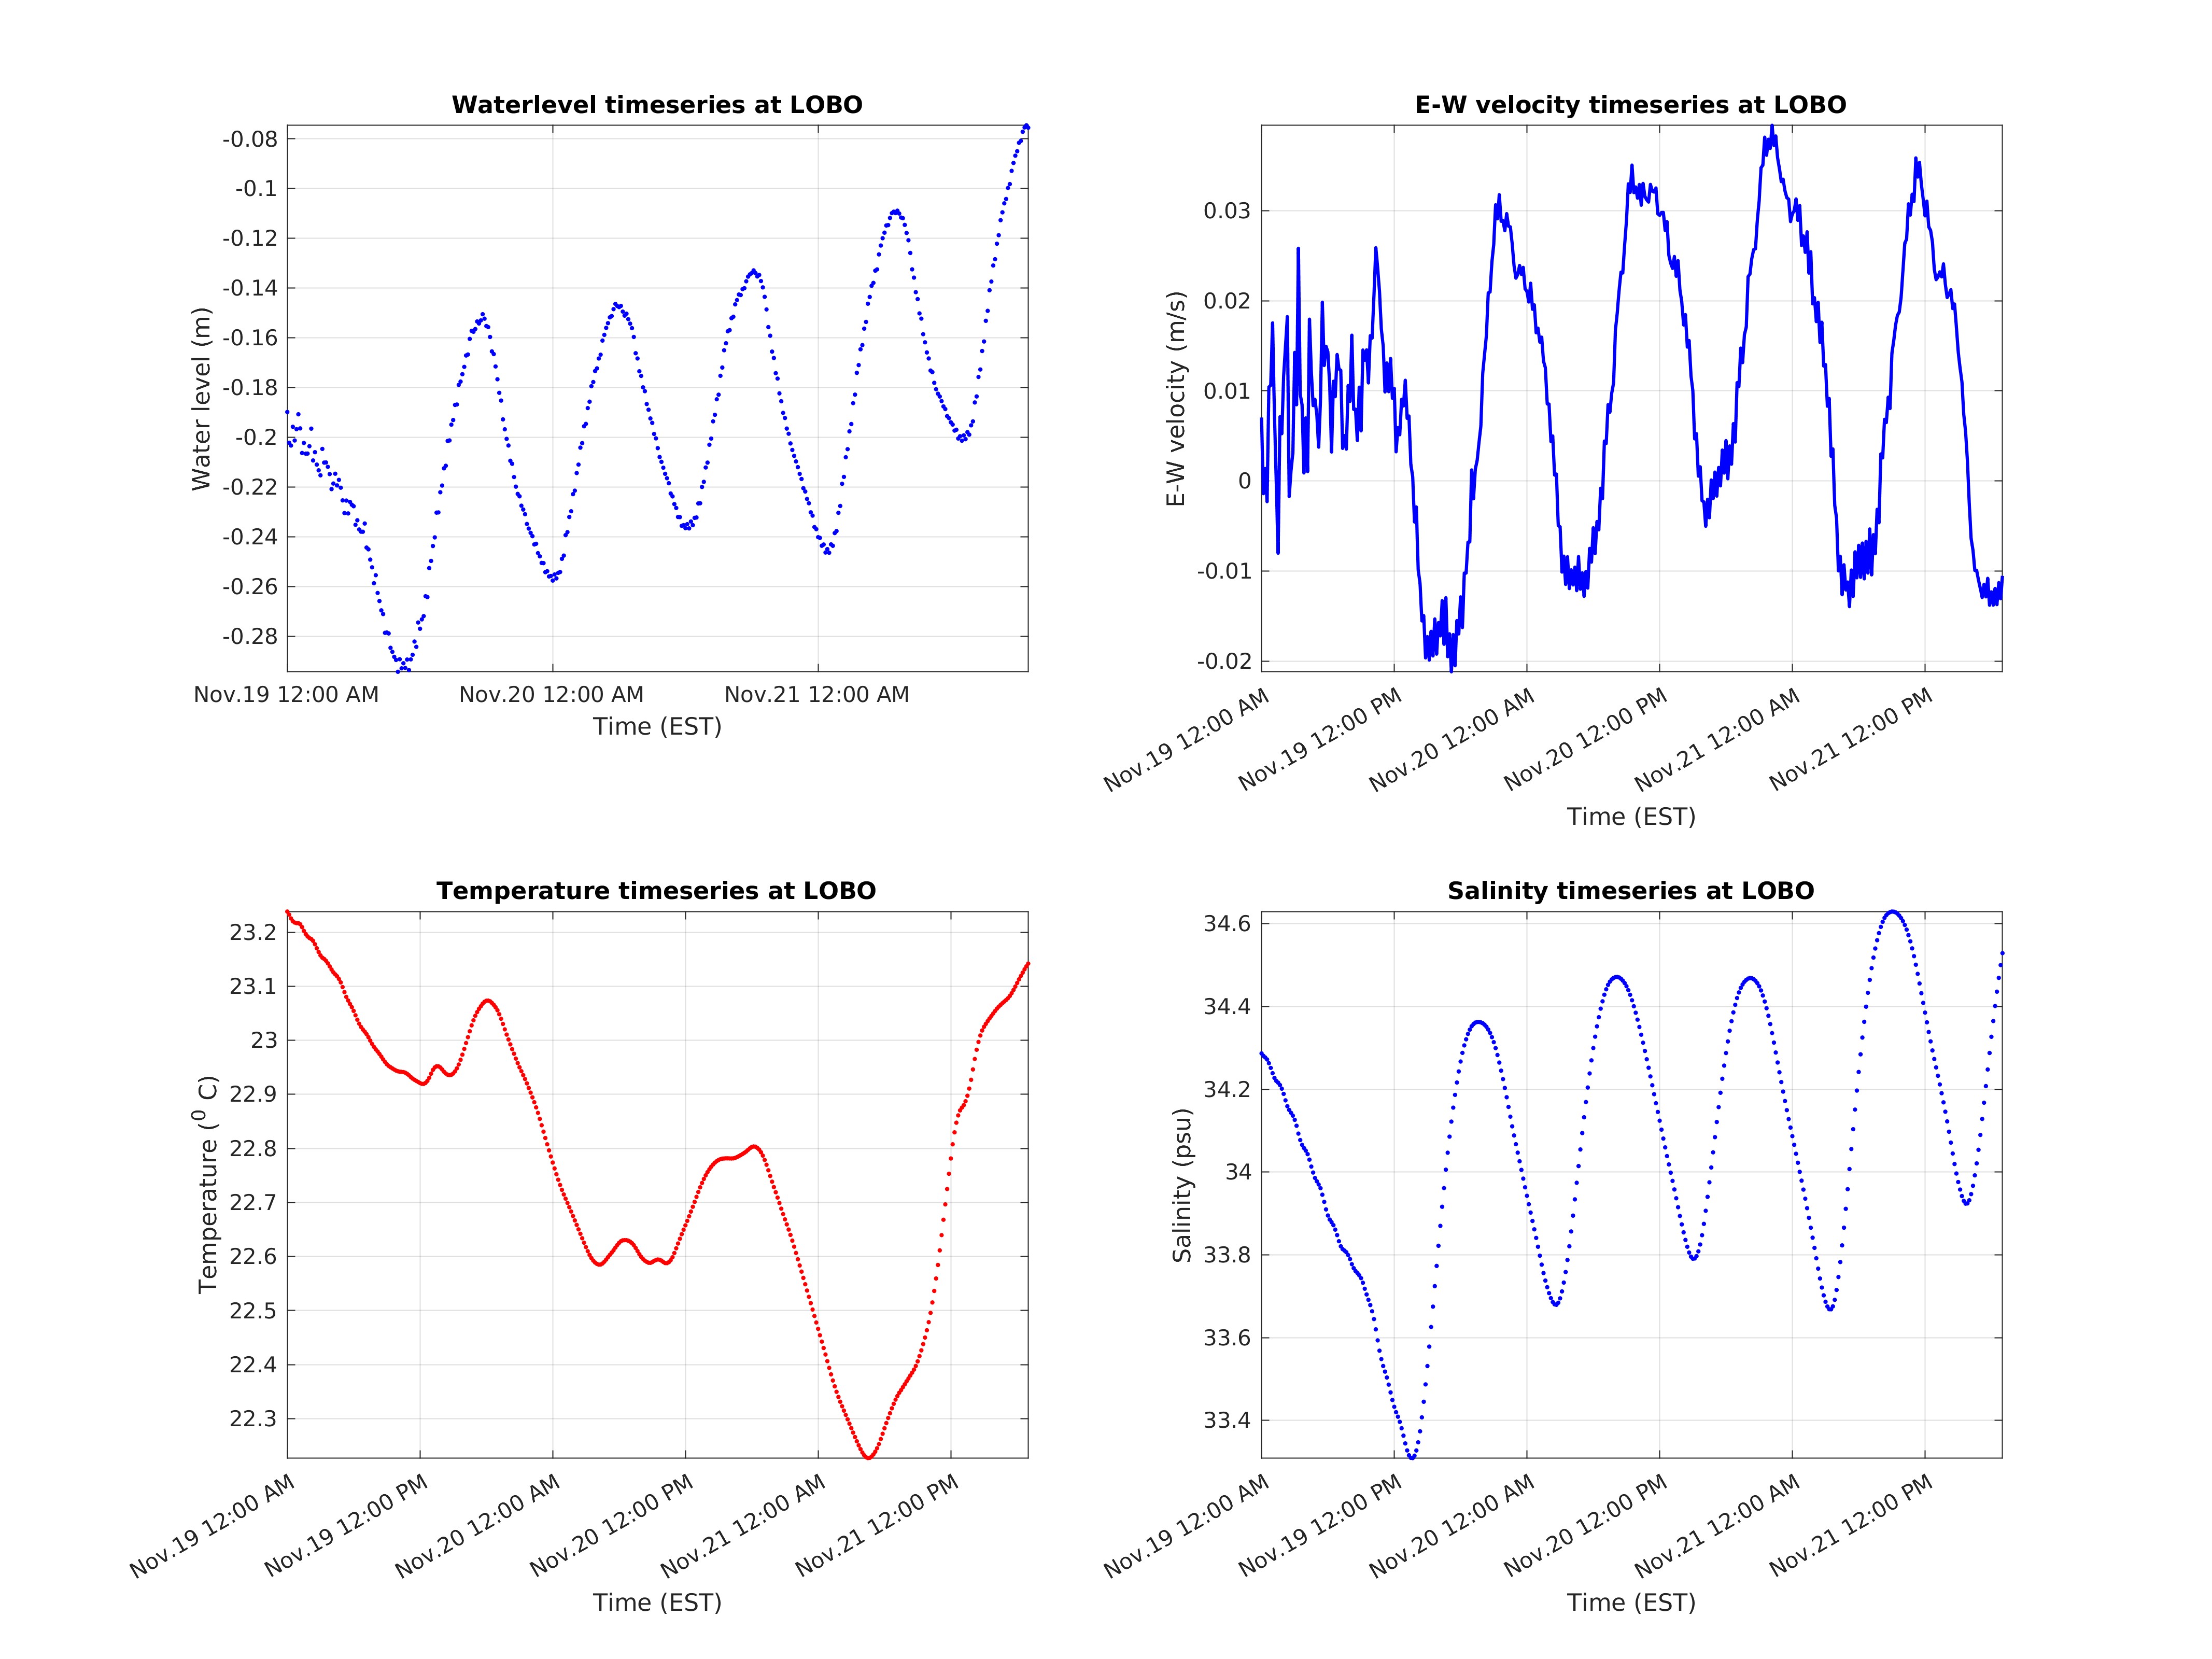 Waterlevel timeseries at LOBO
-0.08
-0.1
-0.12
-0.14
-0.16
-0.18
-0.2
-0.22
-0.24
-0.26
-0.28
Water level (m)
Nov.19 12:00 AM
Nov.20 12:00 AM
Nov.21 12:00 AM
Time (EST)
E-W velocity timeseries at LOBO
0.03
0.02
0.01
0
-0.01
-0.02
E-W velocity (m/s)
Nov.19 12:00 AM
Nov.19 12:00 PM
Nov.20 12:00 AM
Nov.20 12:00 PM
Nov.21 12:00 AM
Nov.21 12:00 PM
Time (EST)
Temperature timeseries at LOBO
23.2
23.1
23
22.9
22.8
22.7
22.6
22.5
22.4
22.3
Temperature (⁰ C)
Nov.19 12:00 AM
Nov.19 12:00 PM
Nov.20 12:00 AM
Nov.20 12:00 PM
Nov.21 12:00 AM
Nov.21 12:00 PM
Time (EST)
Salinity timeseries at LOBO
34.6
34.4
34.2
34
33.8
33.6
33.4
Salinity (psu)
Nov.19 12:00 AM
Nov.19 12:00 PM
Nov.20 12:00 AM
Nov.20 12:00 PM
Nov.21 12:00 AM
Nov.21 12:00 PM
Time (EST)